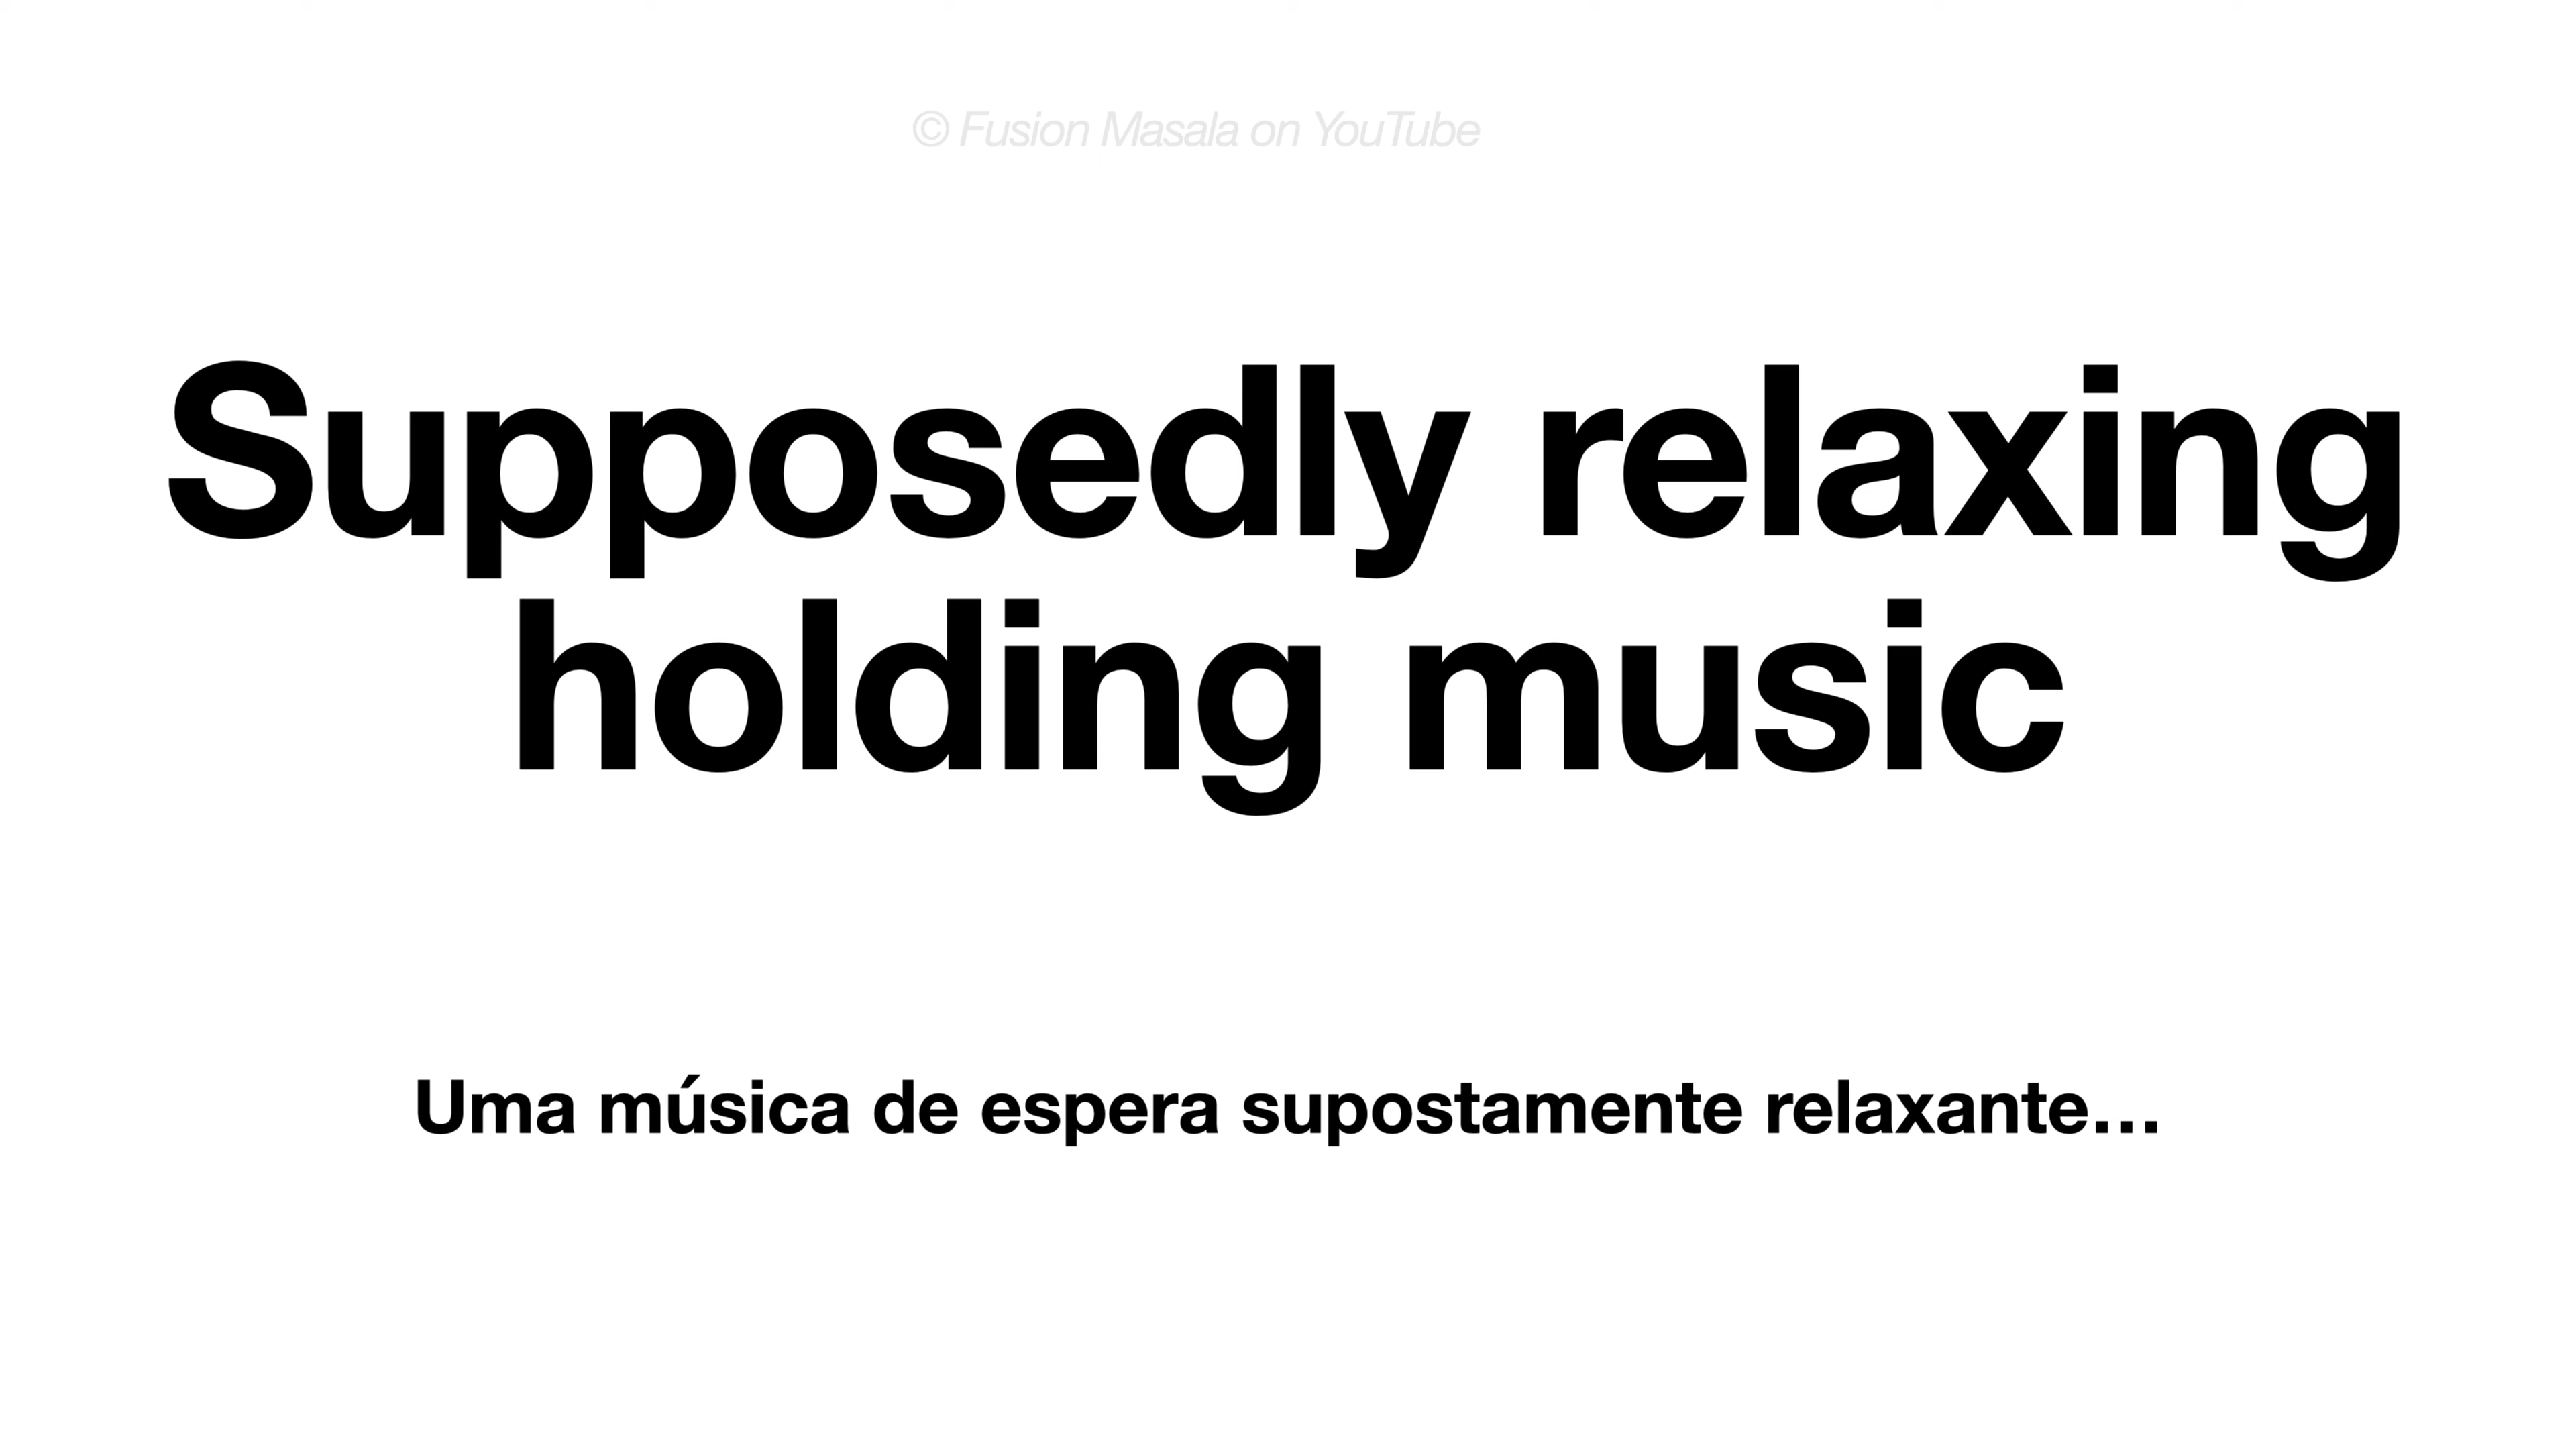 © Fusion Masala on YouTube
Supposedly relaxing
holding music
Uma música de espera supostamente relaxante...